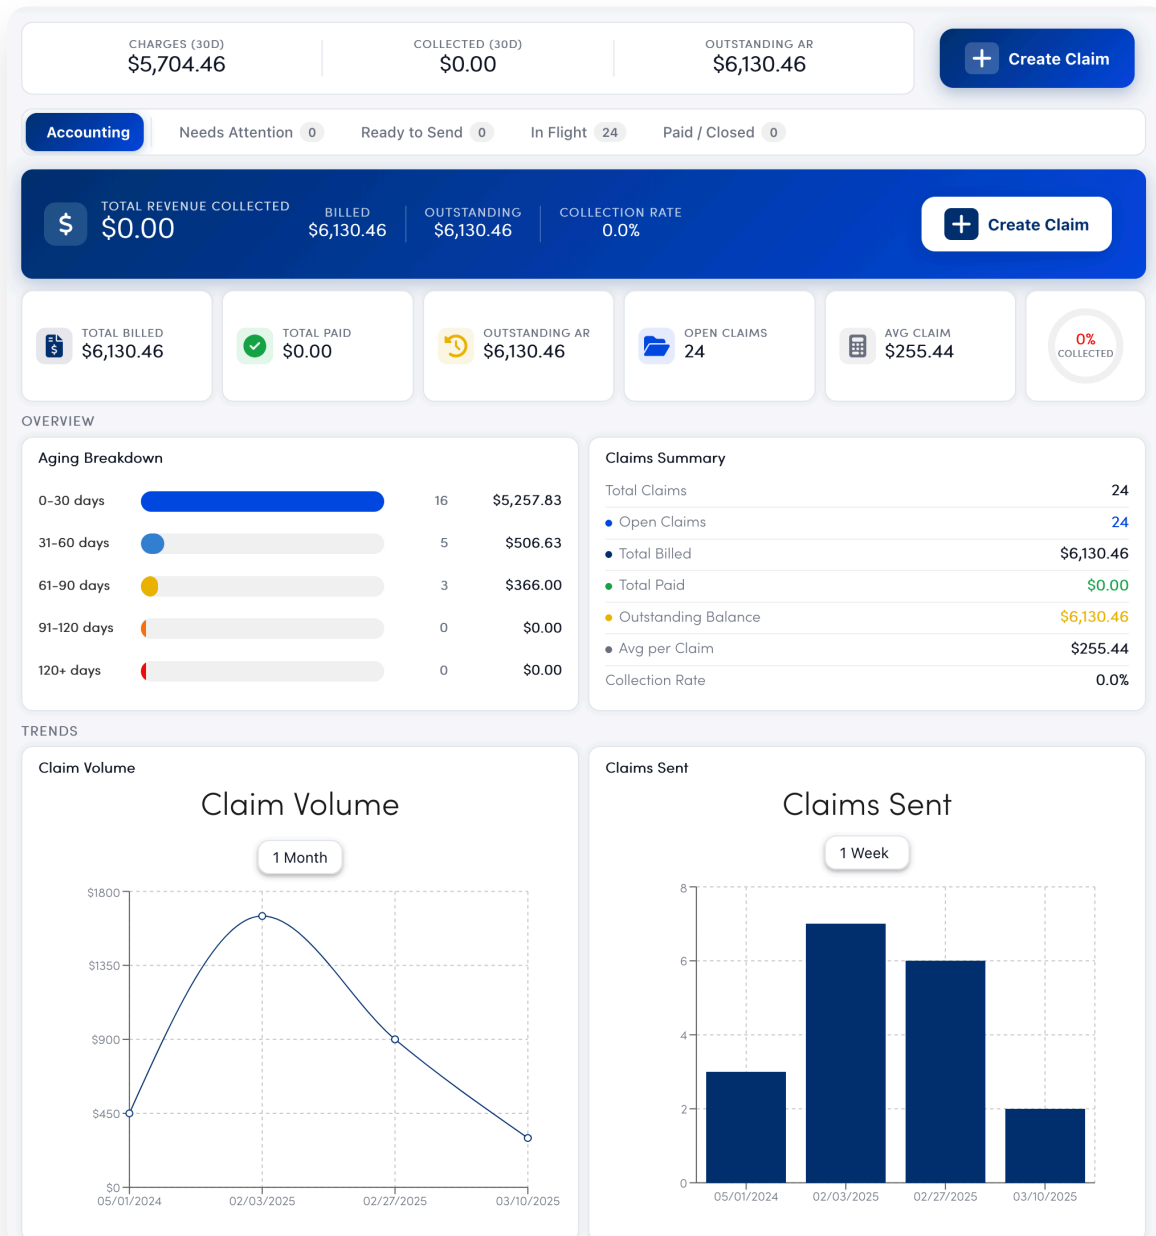 CHARGES (30D)
$5,704.46
COLLECTED (30D)
$0.00
OUTSTANDING AR
$6,130.46
Create Claim
Accounting
Needs Attention 0
Ready to Send 0
In Flight 24
Paid / Closed 0
$
TOTAL REVENUE COLLECTED
$0.00
BILLED
$6,130.46
OUTSTANDING
$6,130.46
COLLECTION RATE
0.0%
Create Claim
TOTAL BILLED
$6,130.46
TOTAL PAID
$0.00
OUTSTANDING AR
$6,130.46
OPEN CLAIMS
24
AVG CLAIM
$255.44
0%
COLLECTED
OVERVIEW
Aging Breakdown
0-30 days 16 $5,257.83
31-60 days 5 $506.63
61-90 days 3 $366.00
91-120 days 0 $0.00
120+ days 0 $0.00
Claims Summary
Total Claims 24
Open Claims 24
Total Billed $6,130.46
Total Paid $0.00
Outstanding Balance $6,130.46
Avg per Claim $255.44
Collection Rate 0.0%
TRENDS
Claim Volume
Claim Volume
1 Month
$1800
$1350
$900
$450
$0
05/01/2024 02/03/2025 02/27/2025 03/10/2025
Claims Sent
Claims Sent
1 Week
8
6
4
2
0
05/01/2024 02/03/2025 02/27/2025 03/10/2025